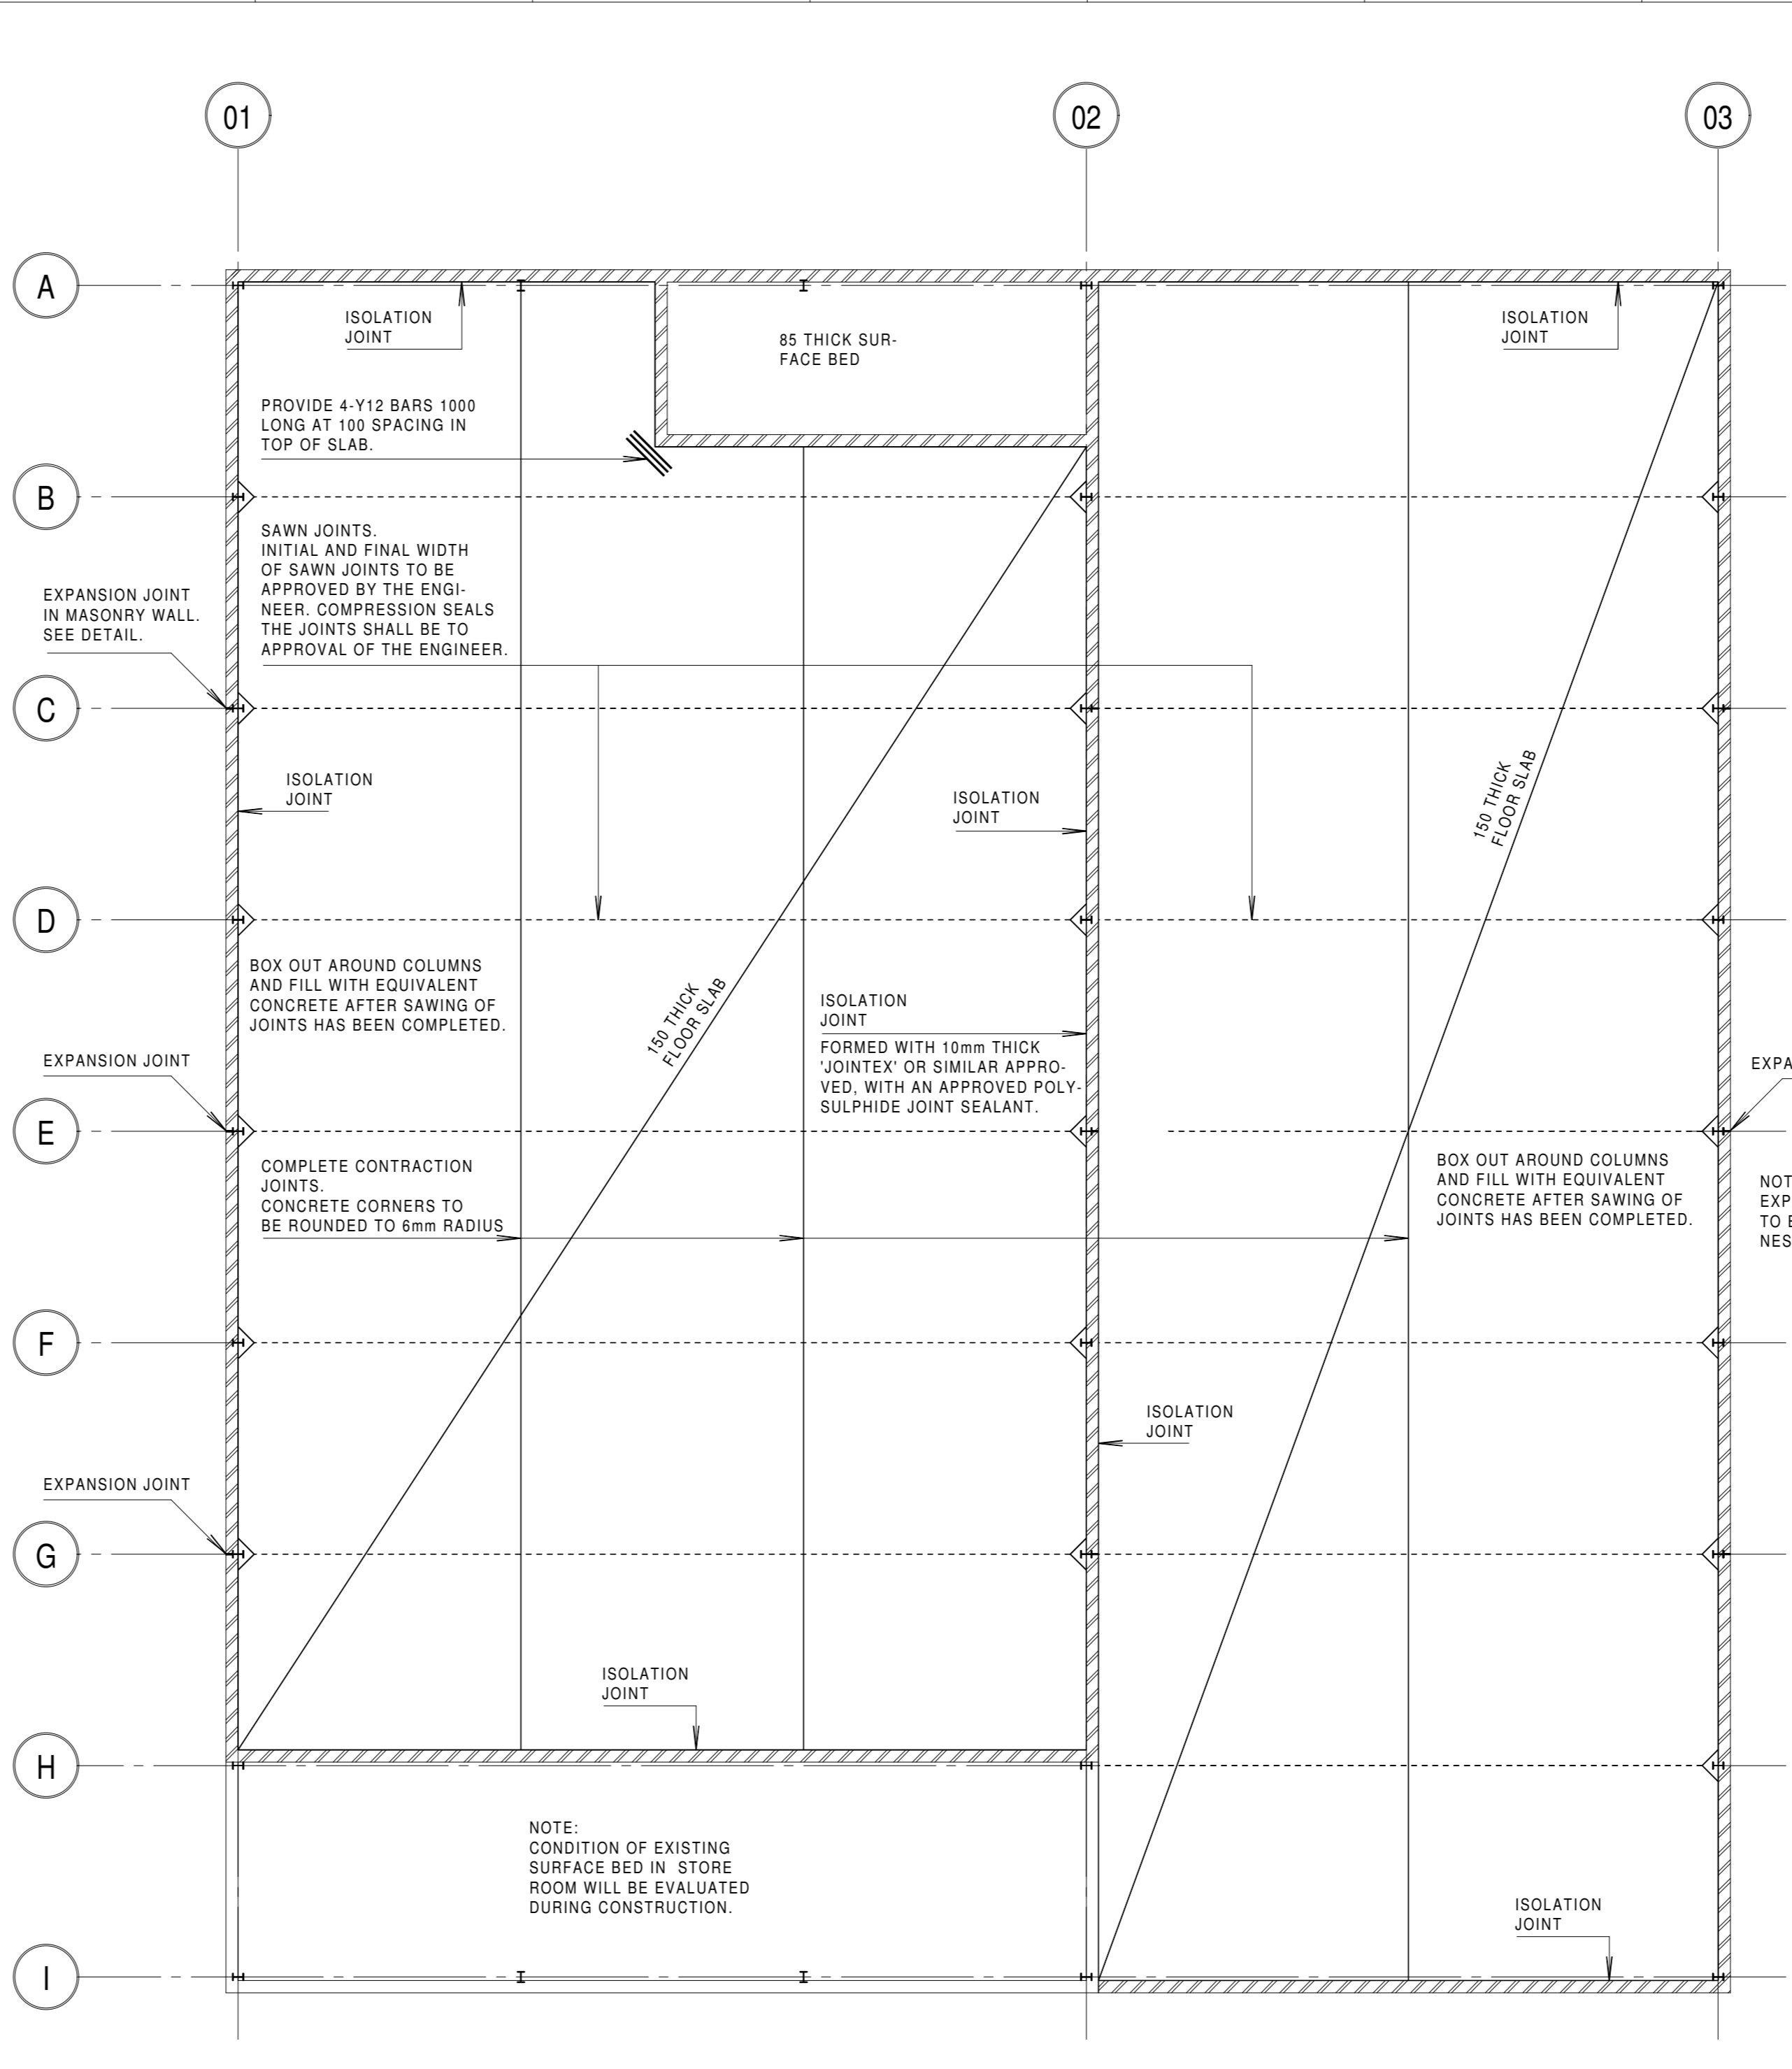 01
02
03
A
ISOLATION
JOINT
85 THICK SUR-
FACE BED
ISOLATION
JOINT
PROVIDE 4-Y12 BARS 1000
LONG AT 100 SPACING IN
TOP OF SLAB.
B
SAWN JOINTS.
INITIAL AND FINAL WIDTH
OF SAWN JOINTS TO BE
APPROVED BY THE ENGI-
NEER. COMPRESSION SEALS
THE JOINTS SHALL BE TO
APPROVAL OF THE ENGINEER.
EXPANSION JOINT
IN MASONRY WALL.
SEE DETAIL.
C
ISOLATION
JOINT
ISOLATION
JOINT
150 THICK
FLOOR SLAB
D
BOX OUT AROUND COLUMNS
AND FILL WITH EQUIVALENT
CONCRETE AFTER SAWING OF
JOINTS HAS BEEN COMPLETED.
150 THICK
FLOOR SLAB
ISOLATION
JOINT
FORMED WITH 10mm THICK
'JOINTEX' OR SIMILAR APPRO-
VED, WITH AN APPROVED POLY-
SULPHIDE JOINT SEALANT.
EXPANSION JOINT
EXPA
E
COMPLETE CONTRACTION
JOINTS.
CONCRETE CORNERS TO
BE ROUNDED TO 6mm RADIUS
BOX OUT AROUND COLUMNS
AND FILL WITH EQUIVALENT
CONCRETE AFTER SAWING OF
JOINTS HAS BEEN COMPLETED.
NOT
EXP
TO
NES
F
ISOLATION
JOINT
EXPANSION JOINT
G
ISOLATION
JOINT
H
NOTE:
CONDITION OF EXISTING
SURFACE BED IN STORE
ROOM WILL BE EVALUATED
DURING CONSTRUCTION.
ISOLATION
JOINT
I